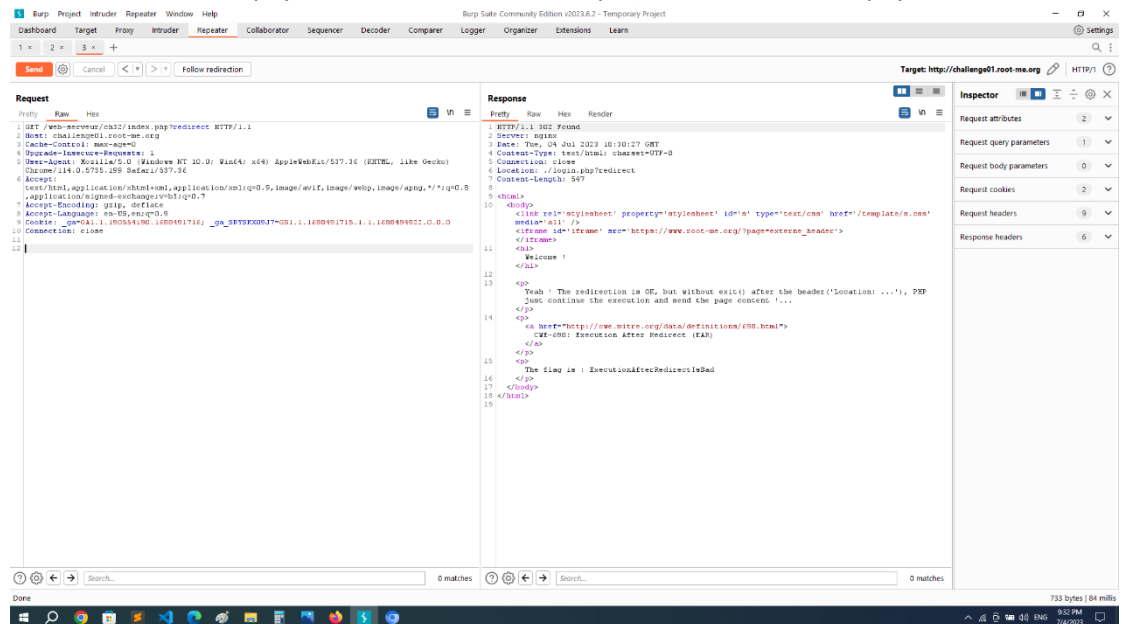 Burp Project Intruder Repeater Window Help
Burp Suite Community Edition v2023.6.2 - Temporary Project
Dashboard Target Proxy Intruder Repeater Collaborator Sequencer Decoder Comparer Logger Organizer Extensions Learn Settings
1 × 2 × 3 × +
Send Cancel < > Follow redirection
Target: http://challenge01.root-me.org HTTP/1
Request
Pretty Raw Hex
1 GET /web-serveur/ch32/index.php?redirect HTTP/1.1
2 Host: challenge01.root-me.org
3 Cache-Control: max-age=0
4 Upgrade-Insecure-Requests: 1
5 User-Agent: Mozilla/5.0 (Windows NT 10.0; Win64; x64) AppleWebKit/537.36 (KHTML, like Gecko)
Chrome/114.0.5735.199 Safari/537.36
6 Accept:
text/html,application/xhtml+xml,application/xml;q=0.9,image/avif,image/webp,image/apng,*/*;q=0.8
,application/signed-exchange;v=b3;q=0.7
7 Accept-Encoding: gzip, deflate
8 Accept-Language: en-US,en;q=0.9
9 Cookie:
10 Connection: close
11
12
Search... 0 matches
Response
Pretty Raw Hex Render
1 HTTP/1.1 302 Found
2 Server: nginx
3 Date: Tue, 04 Jul 2023 18:30:27 GMT
4 Content-Type: text/html; charset=UTF-8
5 Connection: close
6 Location: ./login.php?redirect
7 Content-Length: 547
8
9 <html>
10 <body>
<link rel='stylesheet' property='stylesheet' id='s' type='text/css' href='/template/s.css'
media='all' />
<iframe id='iframe' src='https://www.root-me.org/?page=externe_header'>
</iframe>
11 <h1>
Welcome !
</h1>
12
13 <p>
Yeah ! The redirection is OK, but without exit() after the header('Location: ...'), PHP
just continue the execution and send the page content !...
</p>
14 <p>
<a href="http://cwe.mitre.org/data/definitions/698.html">
CWE-698: Execution After Redirect (EAR)
</a>
</p>
15 <p>
The flag is : ExecutionAfterRedirectIsBad
16 </p>
17 </body>
18 </html>
19
Search... 0 matches
Inspector
Request attributes 2
Request query parameters 1
Request body parameters 0
Request cookies 2
Request headers 9
Response headers 6
Done
733 bytes | 84 millis
ENG 9:32 PM
7/4/2023